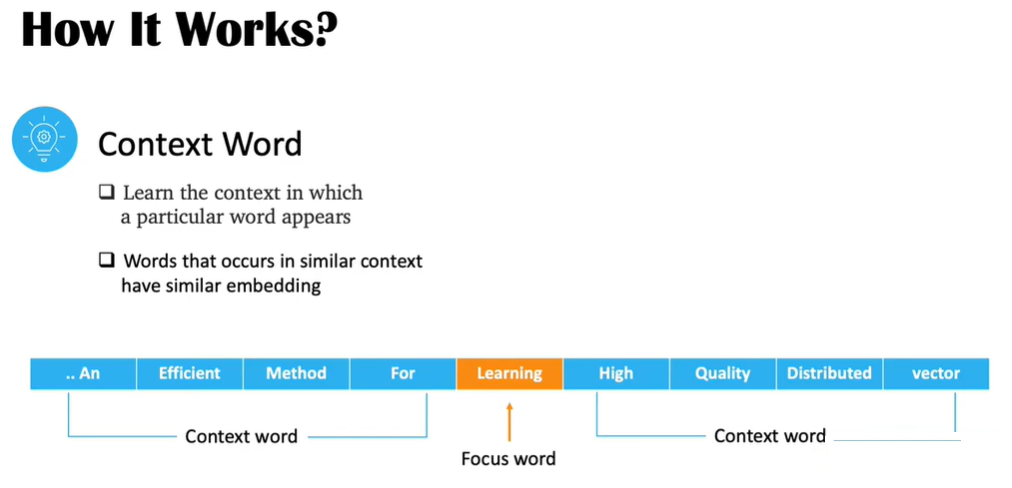 How It Works?
Context Word
❑ Learn the context in which
a particular word appears
❑ Words that occurs in similar context
have similar embedding
.. An Efficient Method For Learning High Quality Distributed vector
Context word Context word
Focus word